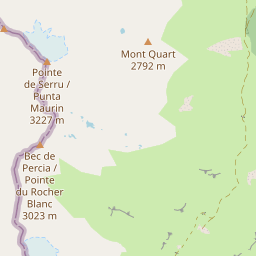 Mont Quart
2792 m
Pointe
de Serru /
Punta
Maurin
3227 m
Bec de
Percia /
Pointe
du Rocher
Blanc
3023 m